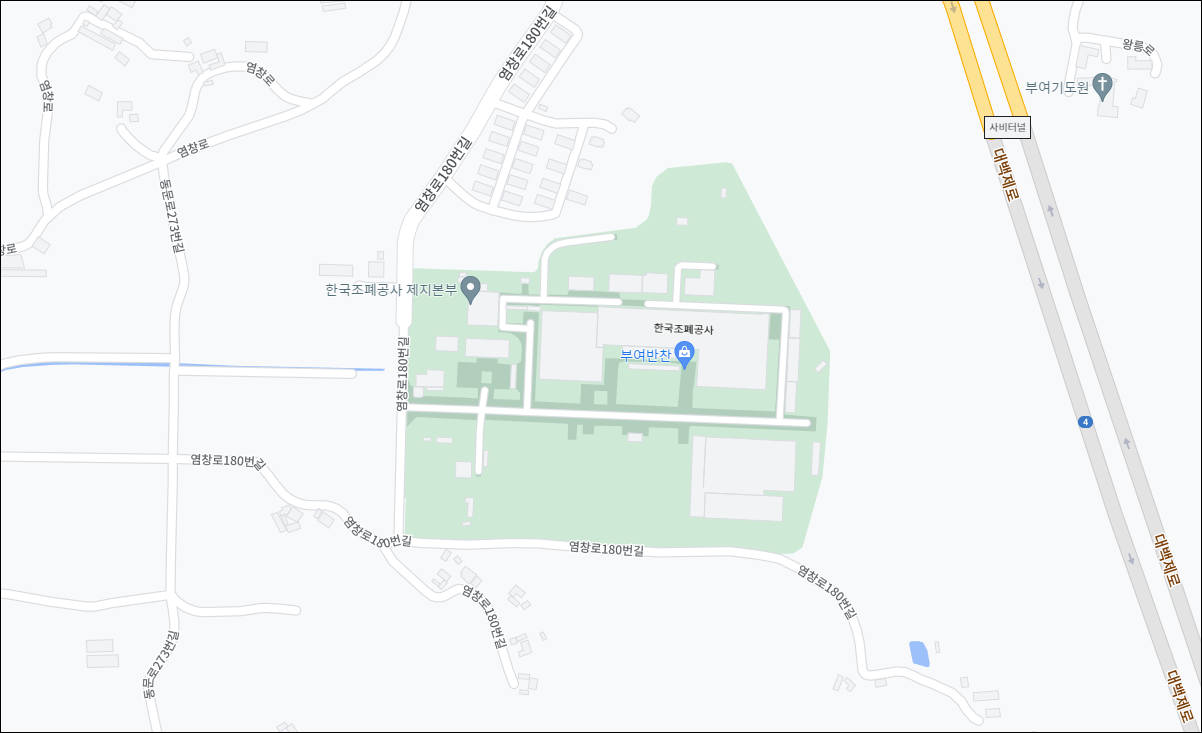 염창로180번길
왕릉로
염창로
염창로
부여기도원
사비터널
염창로
염창로180번길
대백제로
동문로273번길
창로
한국조폐공사 제지본부
한국조폐공사
부여반찬
염창로180번길
4
염창로180번길
염창로180번길
염창로180번길
대백제로
염창로180번길
염창로180번길
동문로273번길
대백제로